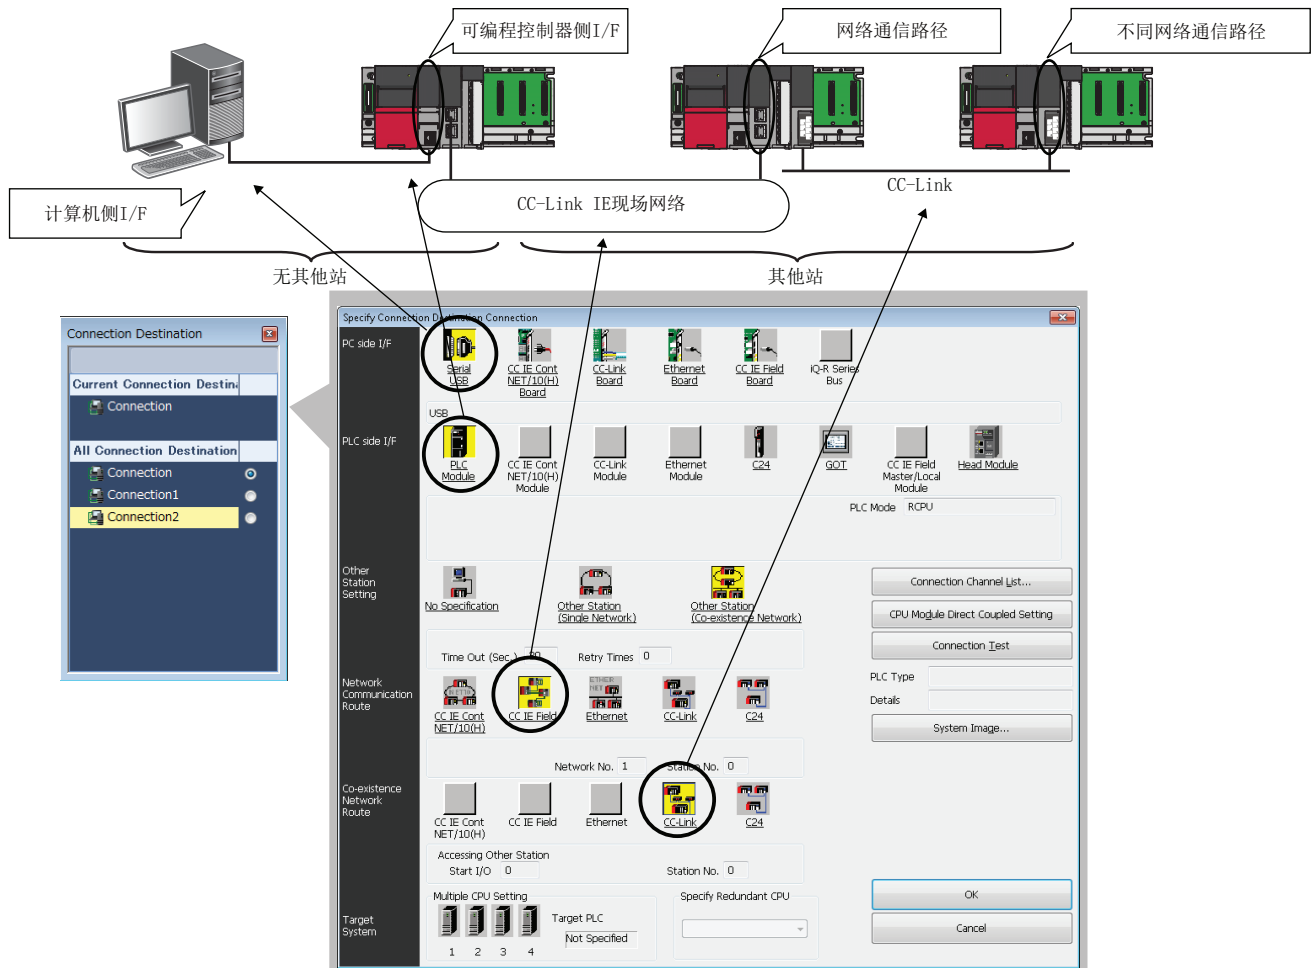 可编程控制器侧I/F
网络通信路径
不同网络通信路径
计算机侧I/F
CC-Link IE现场网络
CC-Link
无其他站
其他站
Connection Destination
Current Connection Destina
Connection
All Connection Destination
Connection
Connection1
Connection2
Specify Connection Destination Connection
PC side I/F
Serial
USB
CC IE Cont
NET/10(H)
Board
CC-Link
Board
Ethernet
Board
CC IE Field
Board
iQ-R Series
Bus
USB
PLC side I/F
PLC
Module
CC IE Cont
NET/10(H)
Module
CC-Link
Module
Ethernet
Module
C24
GOT
CC IE Field
Master/Local
Module
Head Module
PLC Mode RCPU
Other
Station
Setting
No Specification
Other Station
(Single Network)
Other Station
(Co-existence Network)
Time Out (Sec.) 30 Retry Times 0
Connection Channel List...
CPU Module Direct Coupled Setting
Connection Test
PLC Type
Details
System Image...
Network
Communication
Route
CC IE Cont
NET/10(H)
CC IE Field
Ethernet
CC-Link
C24
Network No. 1 Station No. 0
Co-existence
Network
Route
CC IE Cont
NET/10(H)
CC IE Field
Ethernet
CC-Link
C24
Accessing Other Station
Start I/O 0 Station No. 0
Target
System
Multiple CPU Setting
1 2 3 4
Target PLC
Not Specified
Specify Redundant CPU
OK
Cancel